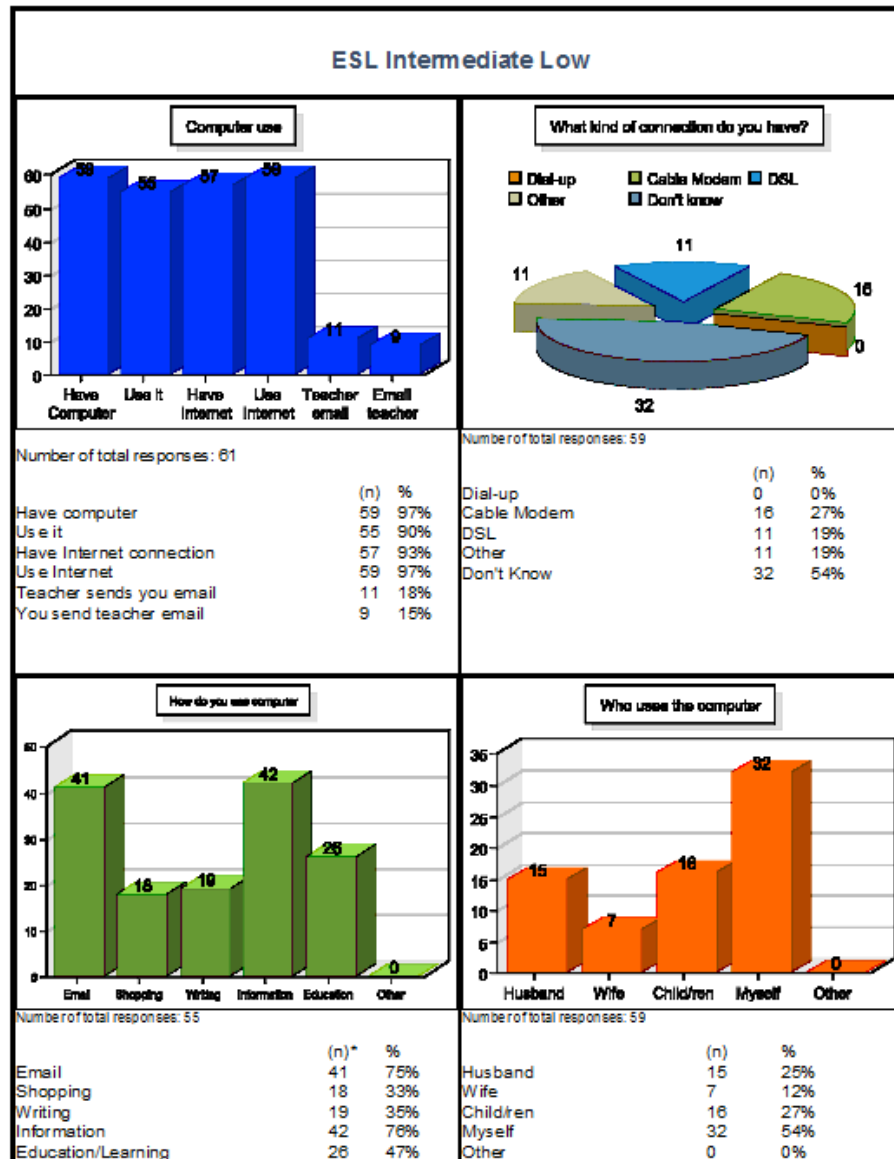 ESL Intermediate Low
Computer use
59
55
57
59
11
9
60
50
40
30
20
10
0
Have Computer
Use it
Have Internet
Use Internet
Teacher email
Email teacher
Number of total responses: 61
(n) %
Have computer 59 97%
Use it 55 90%
Have Internet connection 57 93%
Use Internet 59 97%
Teacher sends you email 11 18%
You send teacher email 9 15%
What kind of connection do you have?
Dial-up Cable Modem DSL
Other Don't know
11
11
16
0
32
Number of total responses: 59
(n) %
Dial-up 0 0%
Cable Modem 16 27%
DSL 11 19%
Other 11 19%
Don't Know 32 54%
How do you use computer
50
40
30
20
10
0
41
18
19
42
26
0
Email Shopping Writing Information Education Other
Number of total responses: 55
(n)* %
Email 41 75%
Shopping 18 33%
Writing 19 35%
Information 42 76%
Education/Learning 26 47%
Who uses the computer
35
30
25
20
15
10
5
0
15
7
16
32
0
Husband Wife Child/ren Myself Other
Number of total responses: 59
(n) %
Husband 15 25%
Wife 7 12%
Child/ren 16 27%
Myself 32 54%
Other 0 0%